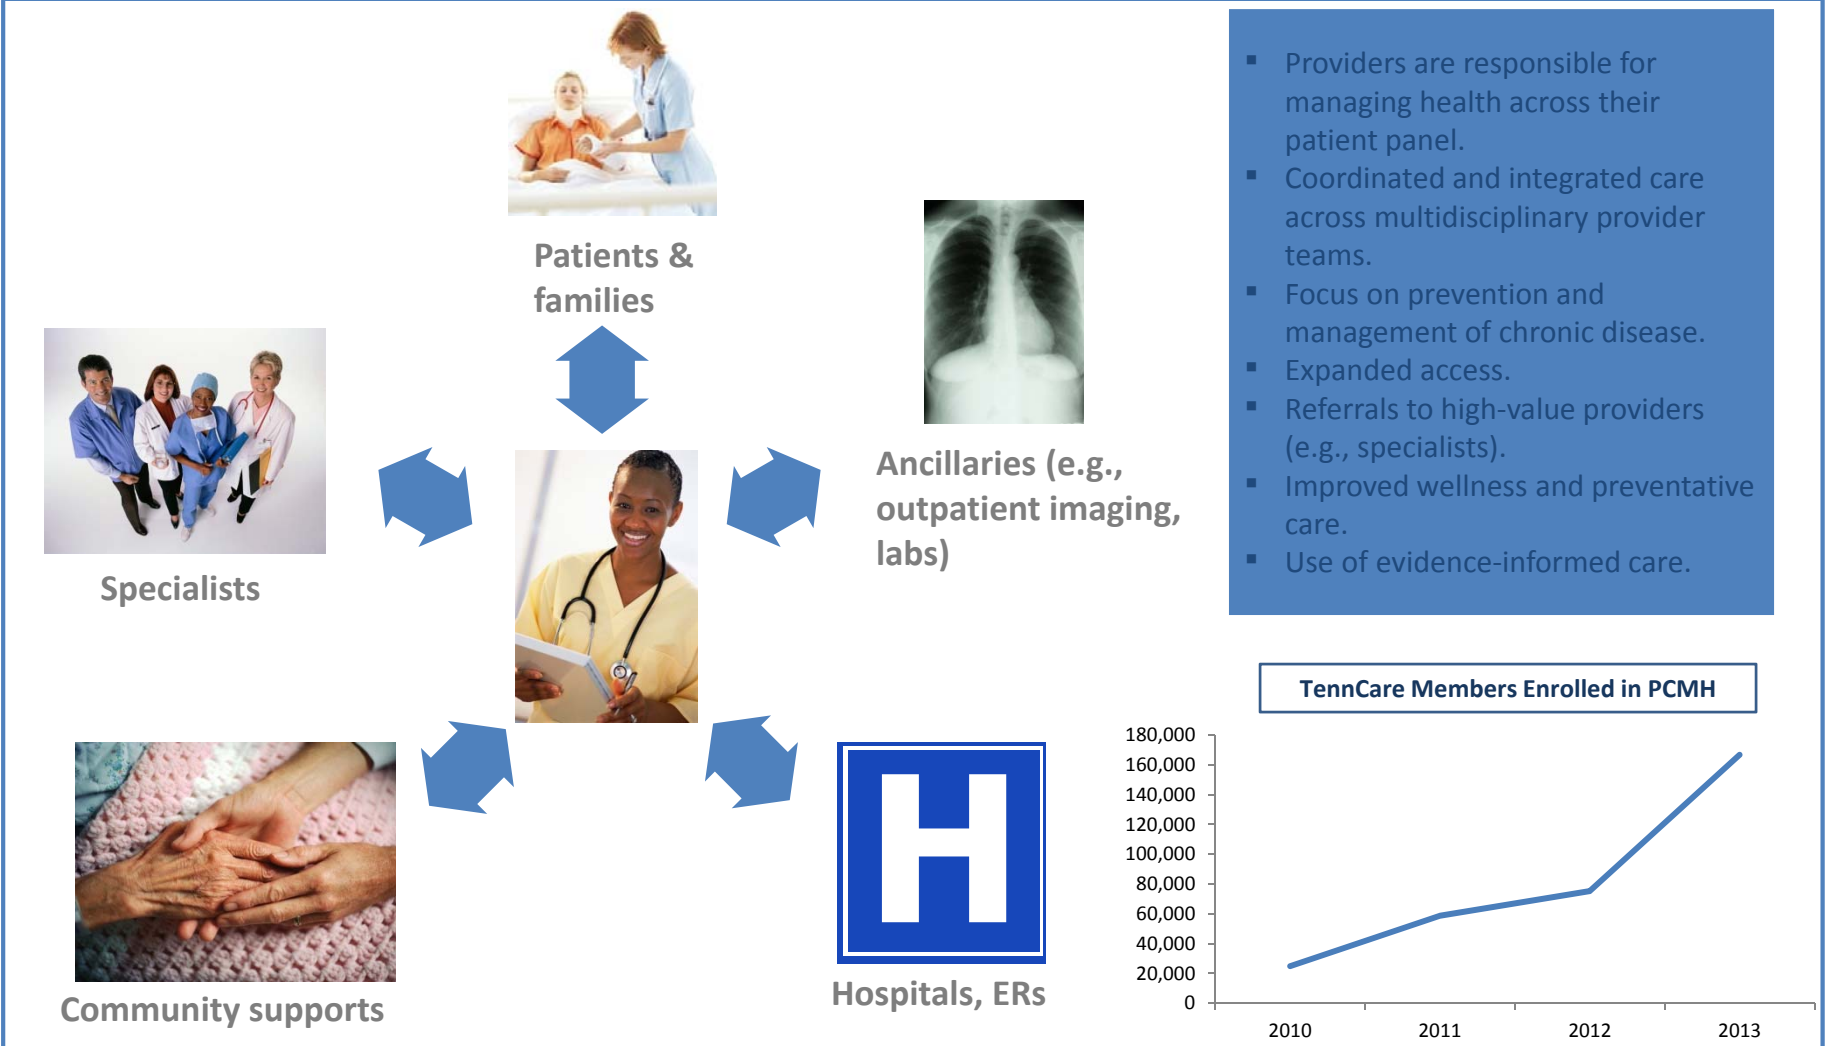 Patients &
families
Specialists
Ancillaries (e.g.,
outpatient imaging,
labs)
Community supports
H
Hospitals, ERs
▪ Providers are responsible for
managing health across their
patient panel.
▪ Coordinated and integrated care
across multidisciplinary provider
teams.
▪ Focus on prevention and
management of chronic disease.
▪ Expanded access.
▪ Referrals to high-value providers
(e.g., specialists).
▪ Improved wellness and preventative
care.
▪ Use of evidence-informed care.
TennCare Members Enrolled in PCMH
180,000
160,000
140,000
120,000
100,000
80,000
60,000
40,000
20,000
0
2010 2011 2012 2013